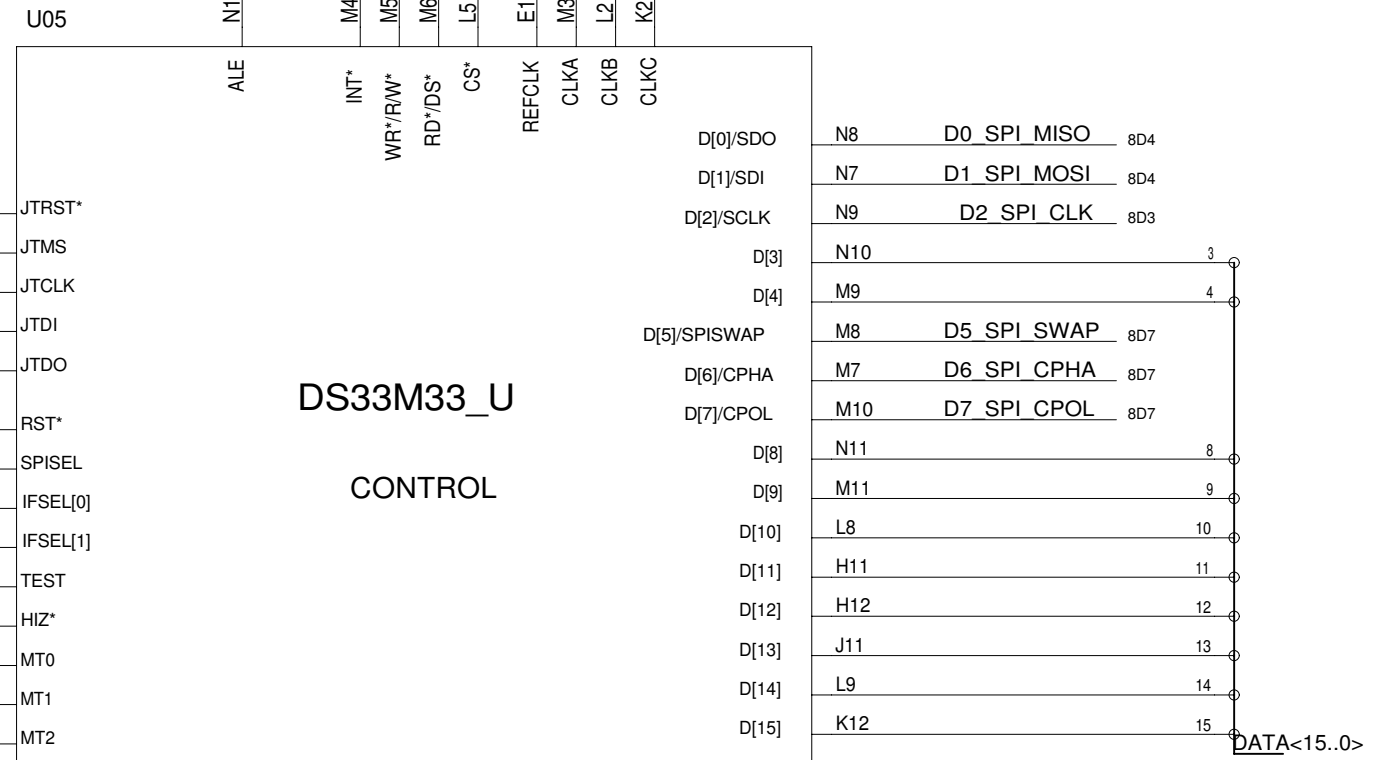 U05
N1
M4
M5
M6
L5
E1
M3
L2
K2
ALE
INT*
WR*/R/W*
RD*/DS*
CS*
REFCLK
CLKA
CLKB
CLKC
D[0]/SDO N8 D0_SPI_MISO 8D4
D[1]/SDI N7 D1_SPI_MOSI 8D4
JTRST*
D[2]/SCLK N9 D2_SPI_CLK 8D3
JTMS
D[3] N10 3
JTCLK
D[4] M9 4
JTDI
D[5]/SPISWAP M8 D5_SPI_SWAP 8D7
JTDO
D[6]/CPHA M7 D6_SPI_CPHA 8D7
DS33M33_U
D[7]/CPOL M10 D7_SPI_CPOL 8D7
RST*
D[8] N11 8
SPISEL
CONTROL
D[9] M11 9
IFSEL[0]
D[10] L8 10
IFSEL[1]
D[11] H11 11
TEST
D[12] H12 12
HIZ*
D[13] J11 13
MT0
D[14] L9 14
MT1
D[15] K12 15
MT2
DATA<15..0>